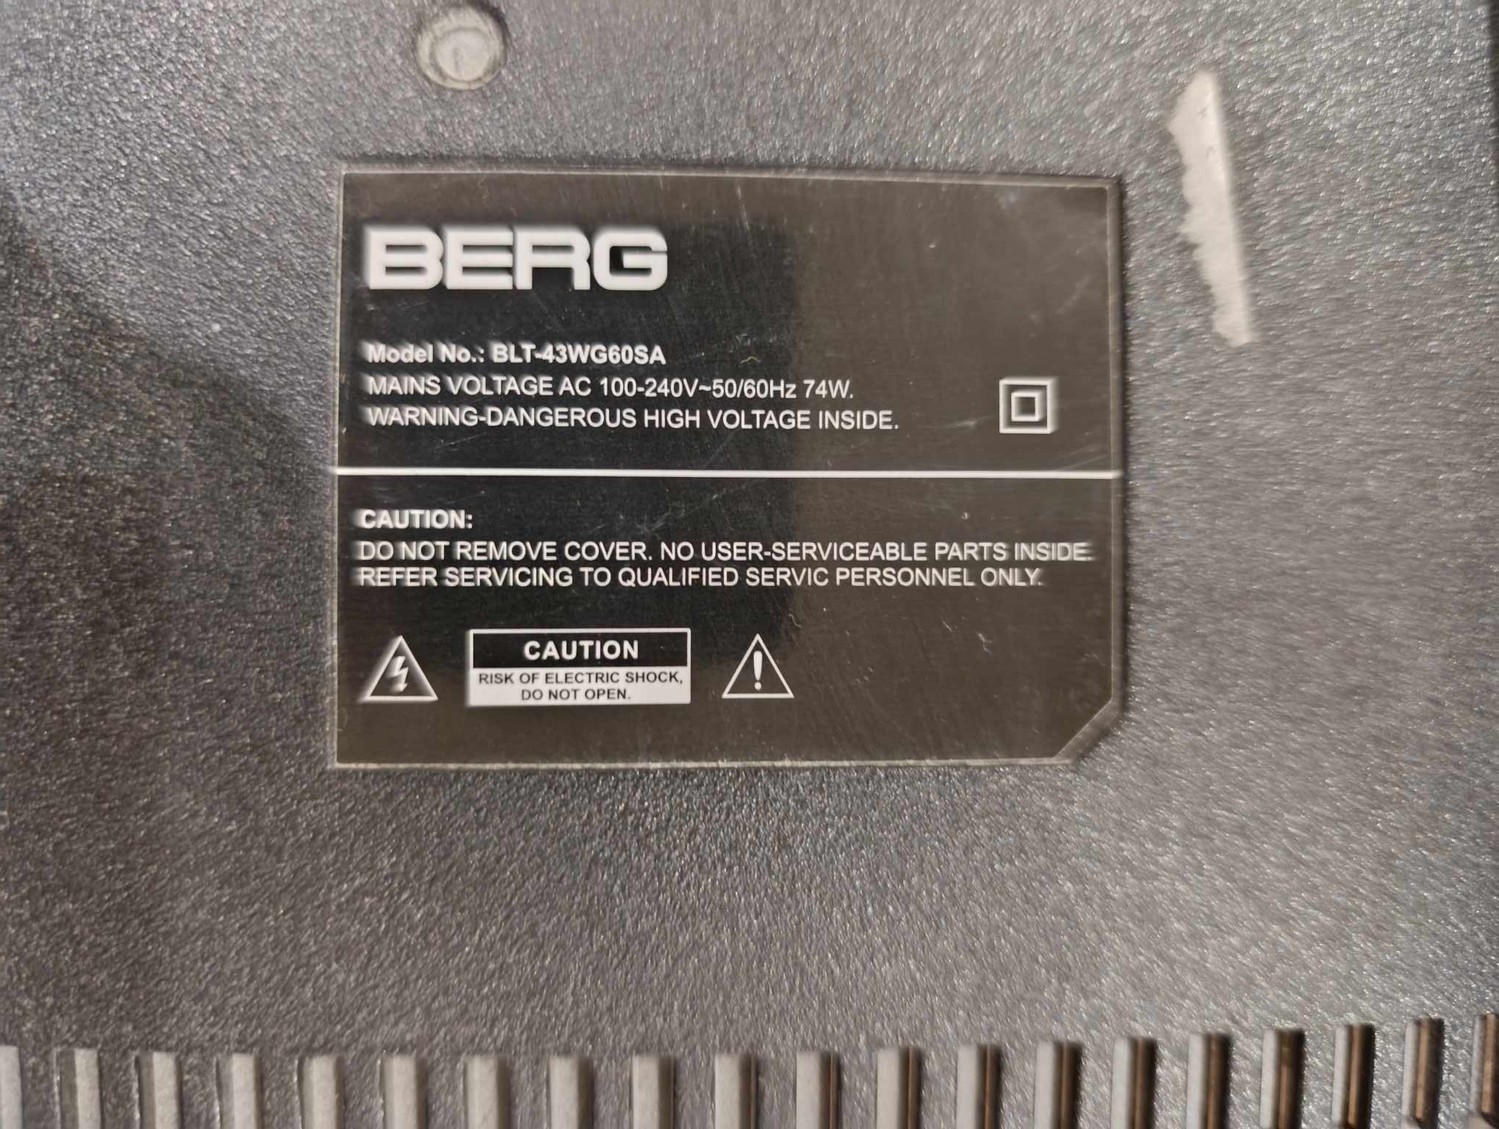 BERG
Model No.: BLT-43WG60SA
MAINS VOLTAGE AC 100-240V~50/60Hz 74W.
WARNING-DANGEROUS HIGH VOLTAGE INSIDE.
CAUTION:
DO NOT REMOVE COVER. NO USER-SERVICEABLE PARTS INSIDE.
REFER SERVICING TO QUALIFIED SERVIC PERSONNEL ONLY.
CAUTION
RISK OF ELECTRIC SHOCK,
DO NOT OPEN.